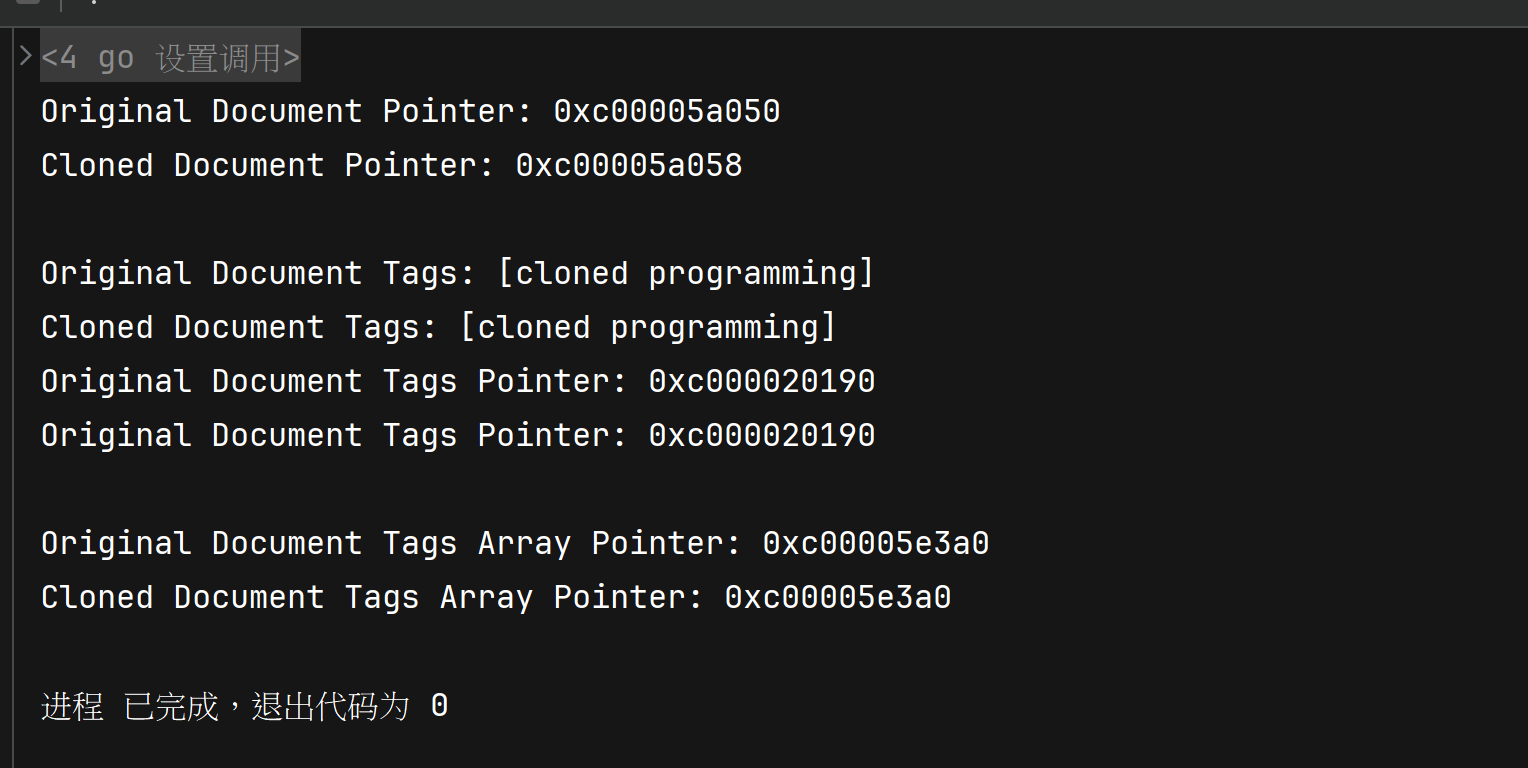 <4 go 设置调用>
Original Document Pointer: 0xc00005a050
Cloned Document Pointer: 0xc00005a058
Original Document Tags: [cloned programming]
Cloned Document Tags: [cloned programming]
Original Document Tags Pointer: 0xc000020190
Original Document Tags Pointer: 0xc000020190
Original Document Tags Array Pointer: 0xc00005e3a0
Cloned Document Tags Array Pointer: 0xc00005e3a0
进程 已完成，退出代码为 0